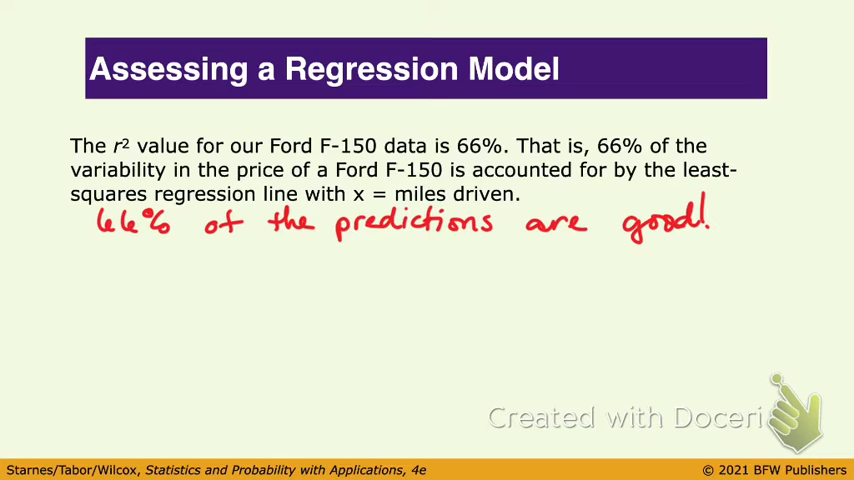 Assessing a Regression Model
The r² value for our Ford F-150 data is 66%. That is, 66% of the
variability in the price of a Ford F-150 is accounted for by the least-
squares regression line with x = miles driven.
66% of the predictions are good!
Created with Doceri
Starnes/Tabor/Wilcox, Statistics and Probability with Applications, 4e
© 2021 BFW Publishers